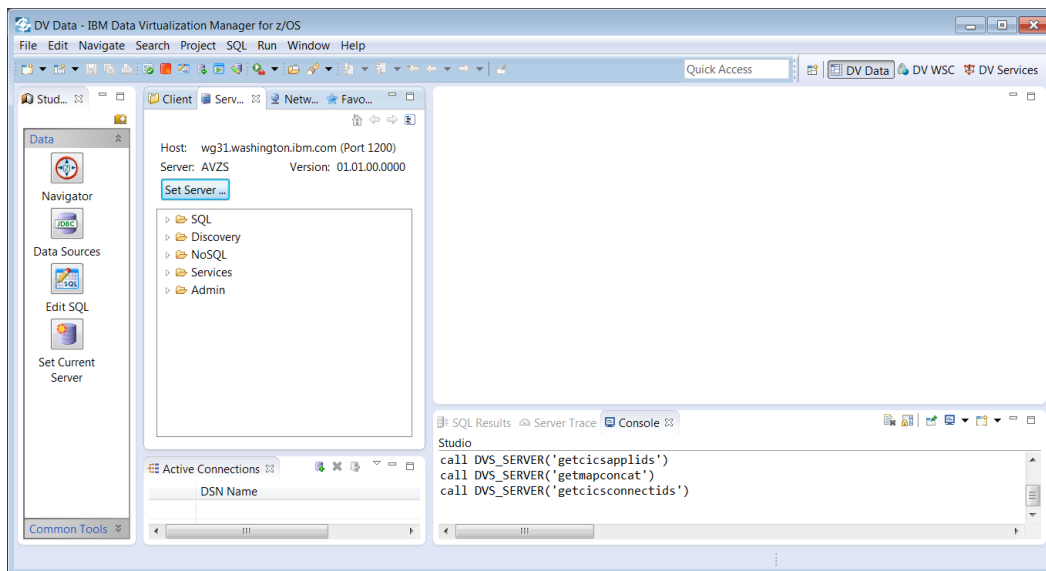 DV Data - IBM Data Virtualization Manager for z/OS
File Edit Navigate Search Project SQL Run Window Help
Quick Access
DV Data
DV WSC
DV Services
Stud...
Data
Navigator
JDBC
Data Sources
SQL
Edit SQL
Set Current
Server
Common Tools
Client
Serv...
Netw...
Favo...
Host: wg31.washington.ibm.com (Port 1200)
Server: AVZS Version: 01.01.00.0000
Set Server ...
SQL
Discovery
NoSQL
Services
Admin
Active Connections
DSN Name
SQL Results
Server Trace
Console
Studio
call DVS_SERVER('getcicsapplids')
call DVS_SERVER('getmapconcat')
call DVS_SERVER('getcicsconnectids')